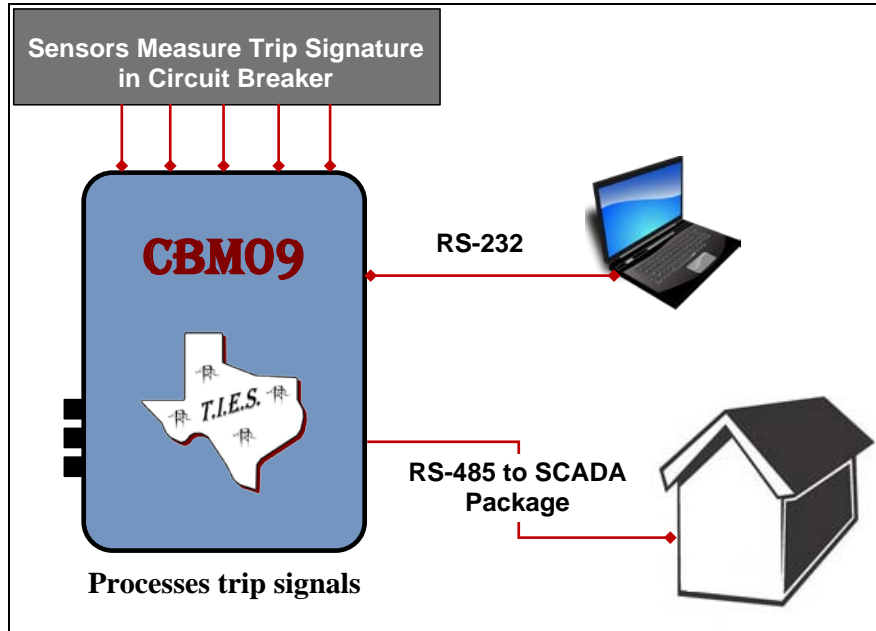 Sensors Measure Trip Signature
in Circuit Breaker
CBM09
RS-232
T.I.E.S.
RS-485 to SCADA
Package
Processes trip signals